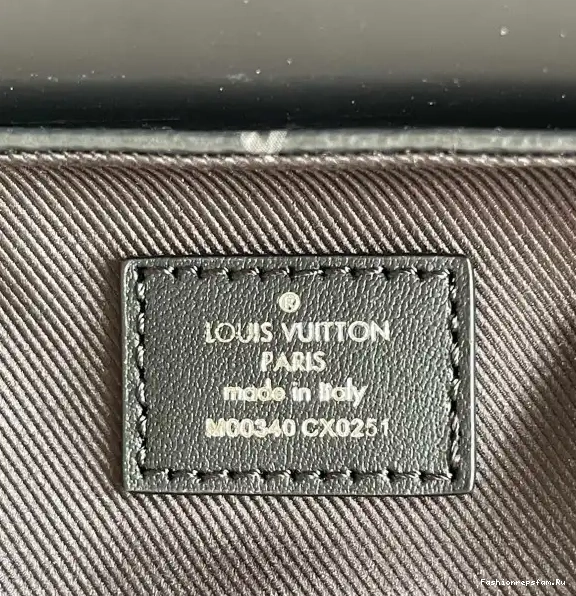 ®
LOUIS VUITTON
PARIS
made in Italy
M00340 CX0251
Fashionrepsfam.Ru